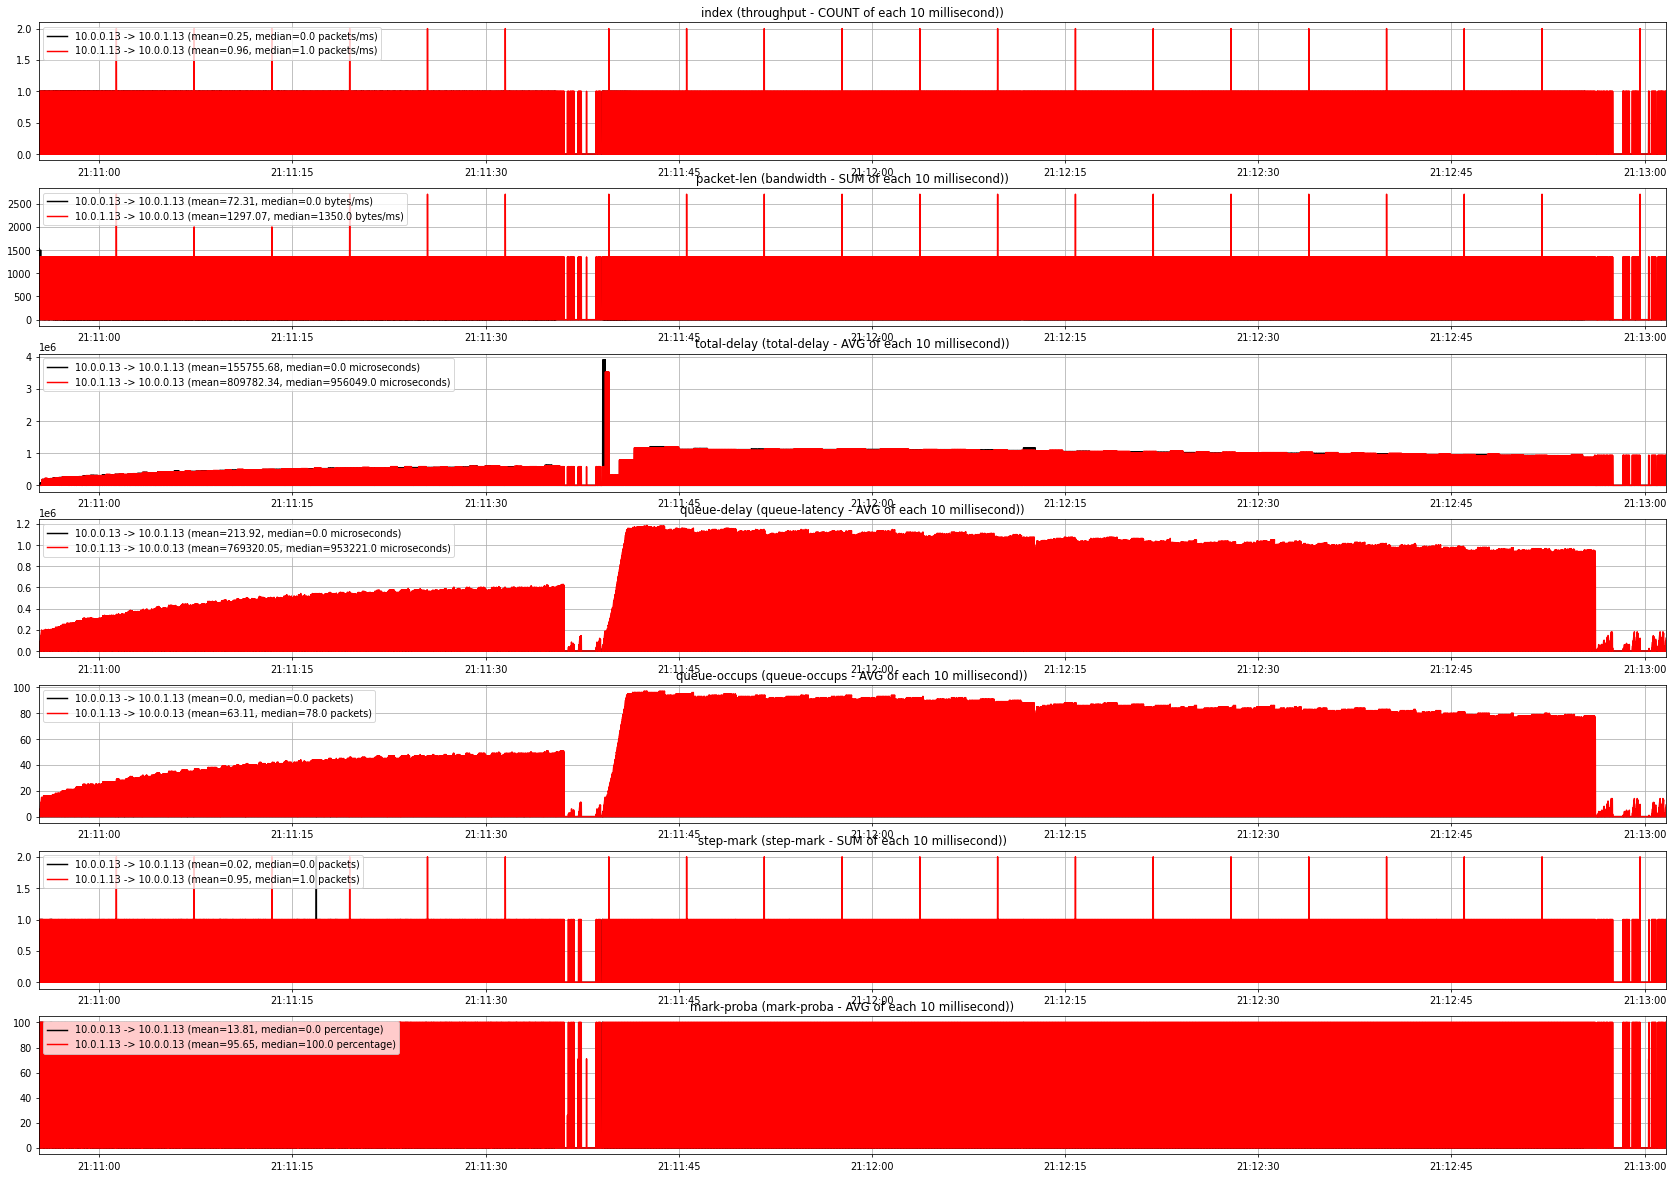 index (throughput - COUNT of each 10 millisecond))
10.0.0.13 -> 10.0.1.13 (mean=0.25, median=0.0 packets/ms)
10.0.1.13 -> 10.0.0.13 (mean=0.96, median=1.0 packets/ms)
2.0
1.5
1.0
0.5
0.0
21:11:00 21:11:15 21:11:30 21:11:45 21:12:00 21:12:15 21:12:30 21:12:45 21:13:00
packet-len (bandwidth - SUM of each 10 millisecond))
10.0.0.13 -> 10.0.1.13 (mean=72.31, median=0.0 bytes/ms)
10.0.1.13 -> 10.0.0.13 (mean=1297.07, median=1350.0 bytes/ms)
2500
2000
1500
1000
500
0
21:11:00 21:11:15 21:11:30 21:11:45 21:12:00 21:12:15 21:12:30 21:12:45 21:13:00
total-delay (total-delay - AVG of each 10 millisecond))
1e6
10.0.0.13 -> 10.0.1.13 (mean=155755.68, median=0.0 microseconds)
10.0.1.13 -> 10.0.0.13 (mean=809782.34, median=956049.0 microseconds)
4
3
2
1
0
21:11:00 21:11:15 21:11:30 21:11:45 21:12:00 21:12:15 21:12:30 21:12:45 21:13:00
queue-delay (queue-latency - AVG of each 10 millisecond))
1e6
10.0.0.13 -> 10.0.1.13 (mean=213.92, median=0.0 microseconds)
10.0.1.13 -> 10.0.0.13 (mean=769320.05, median=953221.0 microseconds)
1.2
1.0
0.8
0.6
0.4
0.2
0.0
21:11:00 21:11:15 21:11:30 21:11:45 21:12:00 21:12:15 21:12:30 21:12:45 21:13:00
queue-occups (queue-occups - AVG of each 10 millisecond))
10.0.0.13 -> 10.0.1.13 (mean=0.0, median=0.0 packets)
10.0.1.13 -> 10.0.0.13 (mean=63.11, median=78.0 packets)
100
80
60
40
20
0
21:11:00 21:11:15 21:11:30 21:11:45 21:12:00 21:12:15 21:12:30 21:12:45 21:13:00
step-mark (step-mark - SUM of each 10 millisecond))
10.0.0.13 -> 10.0.1.13 (mean=0.02, median=0.0 packets)
10.0.1.13 -> 10.0.0.13 (mean=0.95, median=1.0 packets)
2.0
1.5
1.0
0.5
0.0
21:11:00 21:11:15 21:11:30 21:11:45 21:12:00 21:12:15 21:12:30 21:12:45 21:13:00
mark-proba (mark-proba - AVG of each 10 millisecond))
10.0.0.13 -> 10.0.1.13 (mean=13.81, median=0.0 percentage)
10.0.1.13 -> 10.0.0.13 (mean=95.65, median=100.0 percentage)
100
80
60
40
20
0
21:11:00 21:11:15 21:11:30 21:11:45 21:12:00 21:12:15 21:12:30 21:12:45 21:13:00